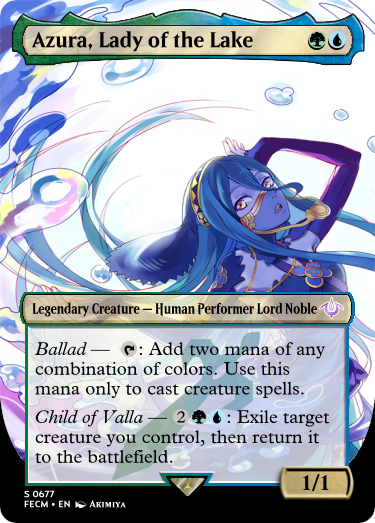 Azura, Lady of the Lake
Legendary Creature — Human Performer Lord Noble
Ballad — : Add two mana of any
combination of colors. Use this
mana only to cast creature spells.
Child of Valla — 2 : Exile target
creature you control, then return it
to the battlefield.
1/1
S 0677
FECM • EN Akimiya